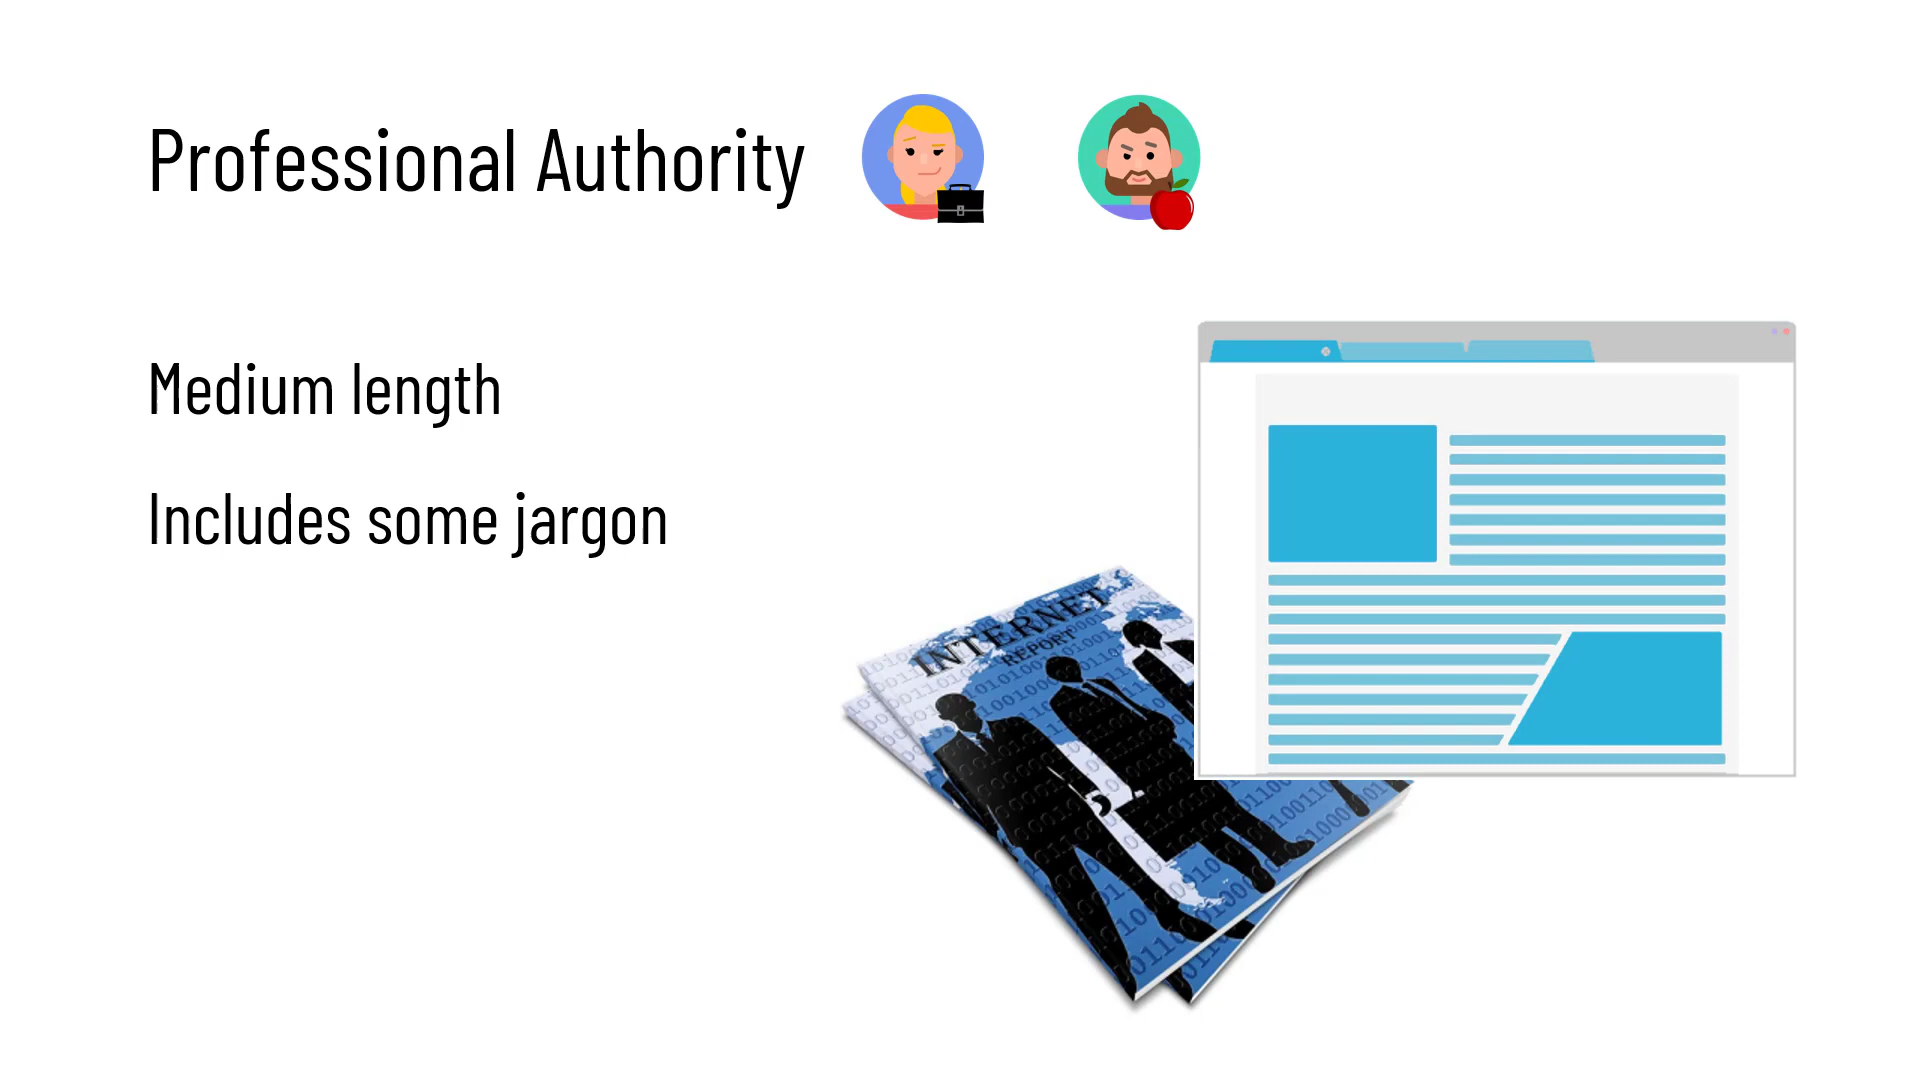 Professional Authority
Medium length
Includes some jargon
INTERNET
REPORT